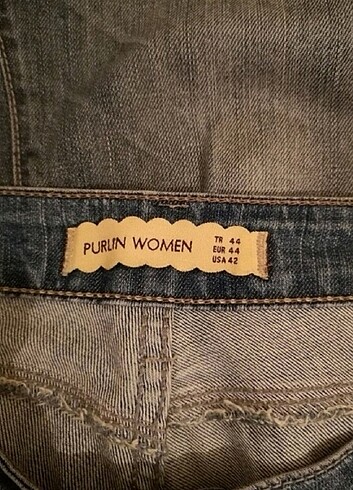 PURLIN WOMEN
TR 44
EUR 44
USA 42